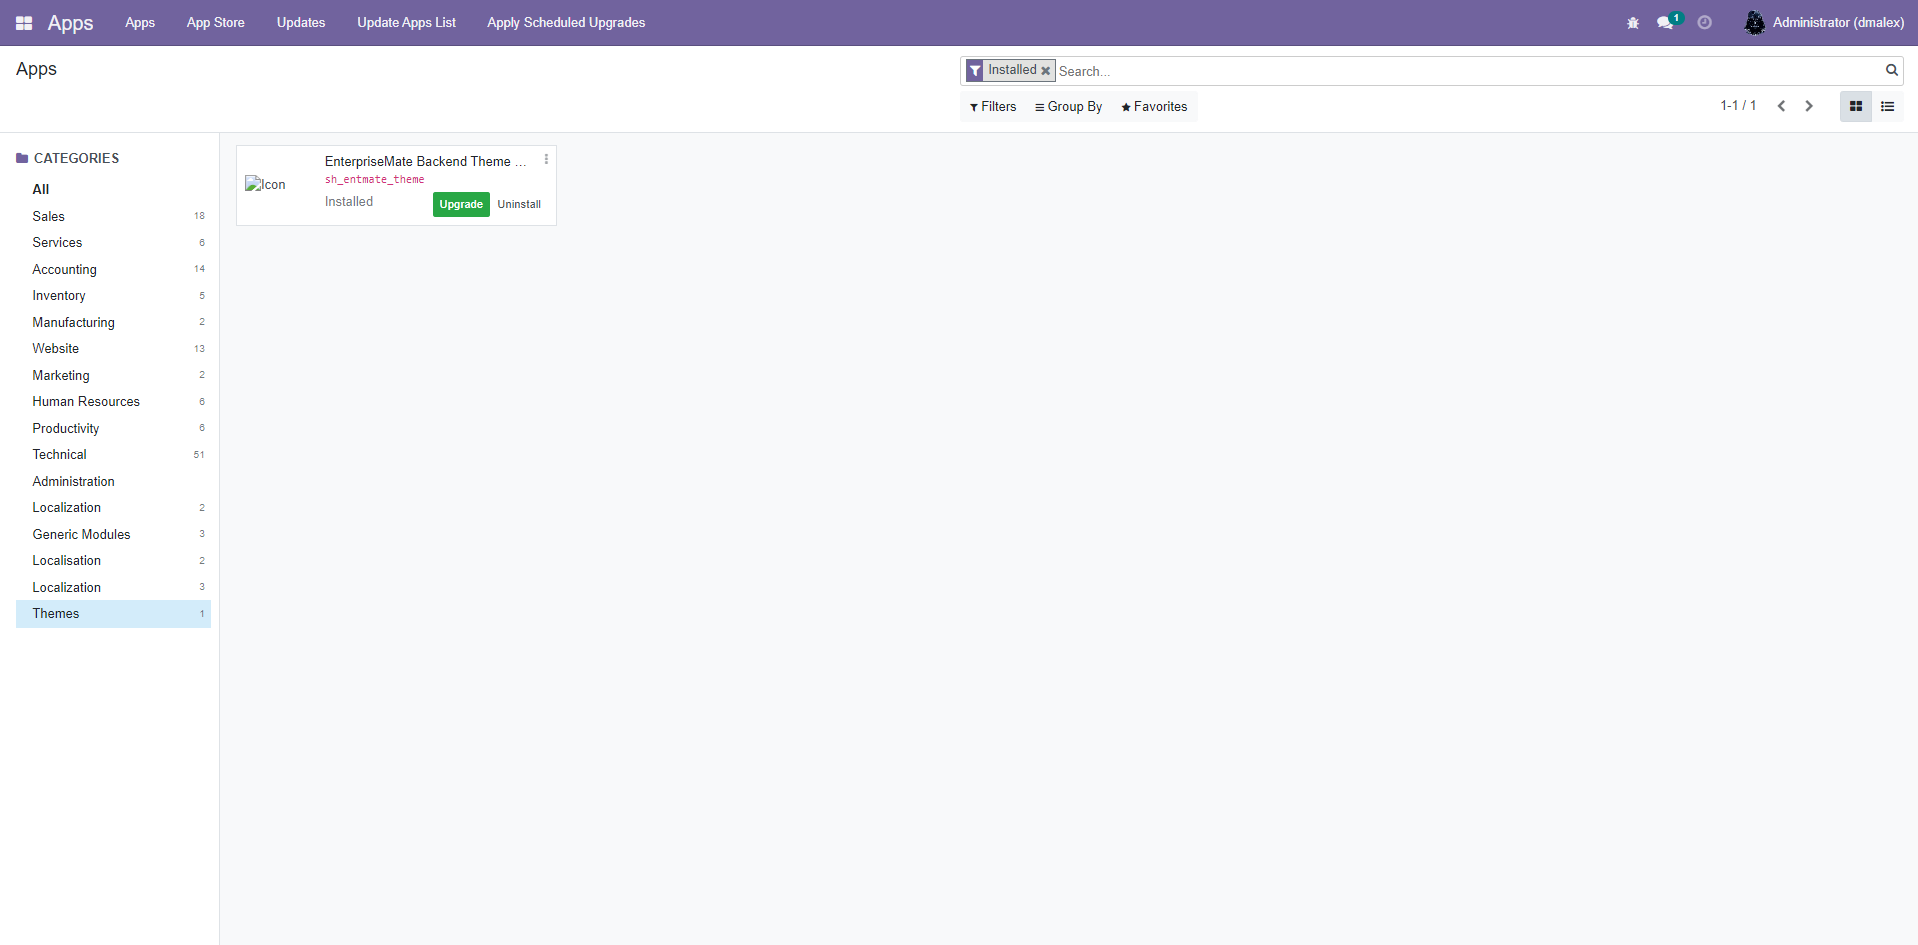 Apps
Apps
App Store
Updates
Update Apps List
Apply Scheduled Upgrades
1
Administrator (dmalex)
Apps
Installed
Search...
Filters
Group By
Favorites
1-1 / 1
CATEGORIES
All
Sales 18
Services 6
Accounting 14
Inventory 5
Manufacturing 2
Website 13
Marketing 2
Human Resources 6
Productivity 6
Technical 51
Administration
Localization 2
Generic Modules 3
Localisation 2
Localization 3
Themes 1
Icon
EnterpriseMate Backend Theme ...
sh_entmate_theme
Installed
Upgrade
Uninstall